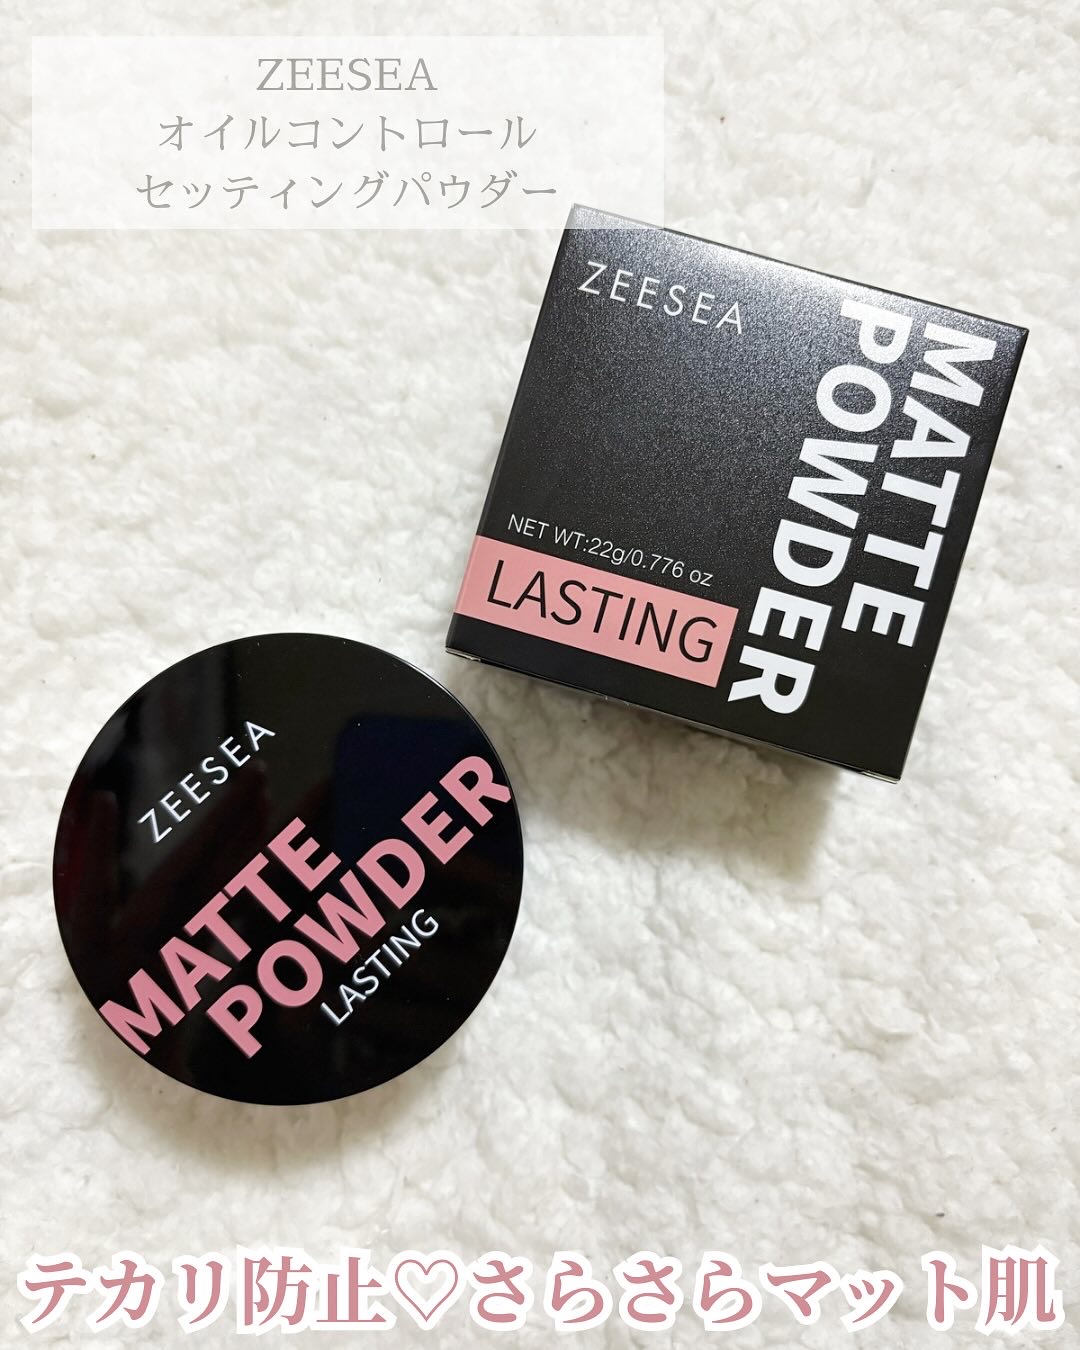 ZEESEA
オイルコントロール
セッティングパウダー
ZEESEA
MATTE
POWDER
NET WT:22g/0.776 oz
LASTING
ZEESEA
MATTE
POWDER
LASTING
テカリ防止♡さらさらマット肌